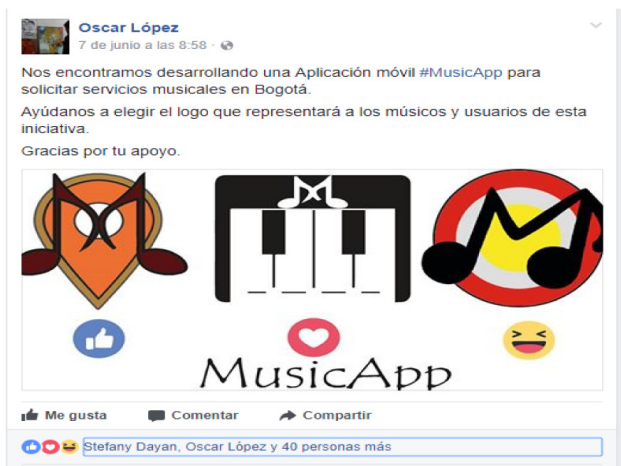 Oscar López
7 de junio a las 8:58 ·
Nos encontramos desarrollando una Aplicación móvil #MusicApp para
solicitar servicios musicales en Bogotá.
Ayúdanos a elegir el logo que representará a los músicos y usuarios de esta
iniciativa.
Gracias por tu apoyo.
MusicApp
Me gusta Comentar Compartir
Stefany Dayan, Oscar López y 40 personas más